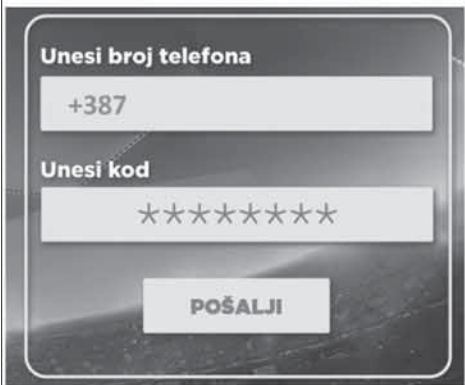 Unesi broj telefona
+387
Unesi kod
********
POŠALJI